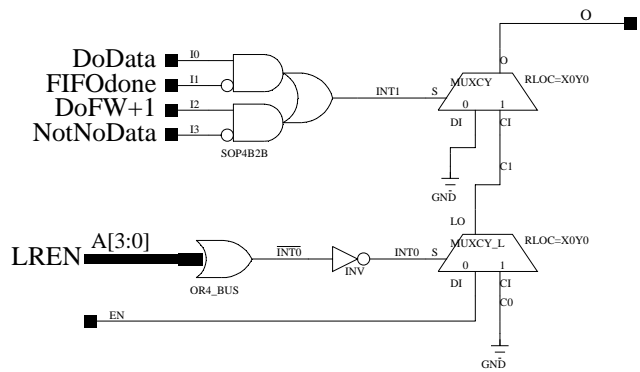 O
DoData I0
FIFOdone I1
DoFW+1 I2
NotNoData I3
SOP4B2B
INT1 S
O
MUXCY RLOC=X0Y0
0 1
DI CI
GND
C1
LO
LREN A[3:0]
OR4_BUS
INT0
INV
INT0 S
MUXCY_L RLOC=X0Y0
0 1
DI CI
C0
EN
GND